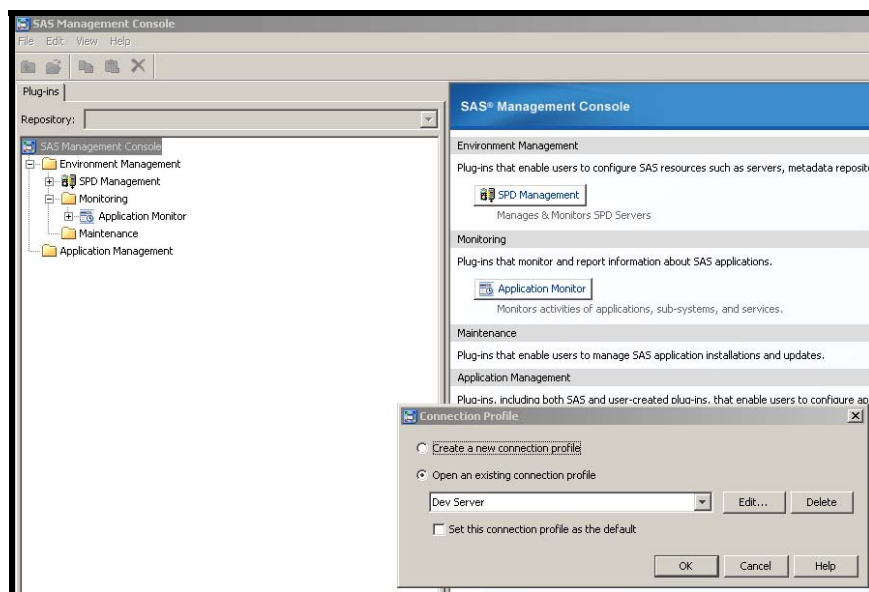 SAS Management Console
File Edit View Help
Plug-ins
Repository:
SAS Management Console
Environment Management
SPD Management
Monitoring
Application Monitor
Maintenance
Application Management
SAS® Management Console
Environment Management
Plug-ins that enable users to configure SAS resources such as servers, metadata reposit
SPD Management
Manages & Monitors SPD Servers
Monitoring
Plug-ins that monitor and report information about SAS applications.
Application Monitor
Monitors activities of applications, sub-systems, and services.
Maintenance
Plug-ins that enable users to manage SAS application installations and updates.
Application Management
Plug-ins, including both SAS and user-created plug-ins, that enable users to configure ap
Connection Profile
Create a new connection profile
Open an existing connection profile
Dev Server
Edit... Delete
Set this connection profile as the default
OK Cancel Help